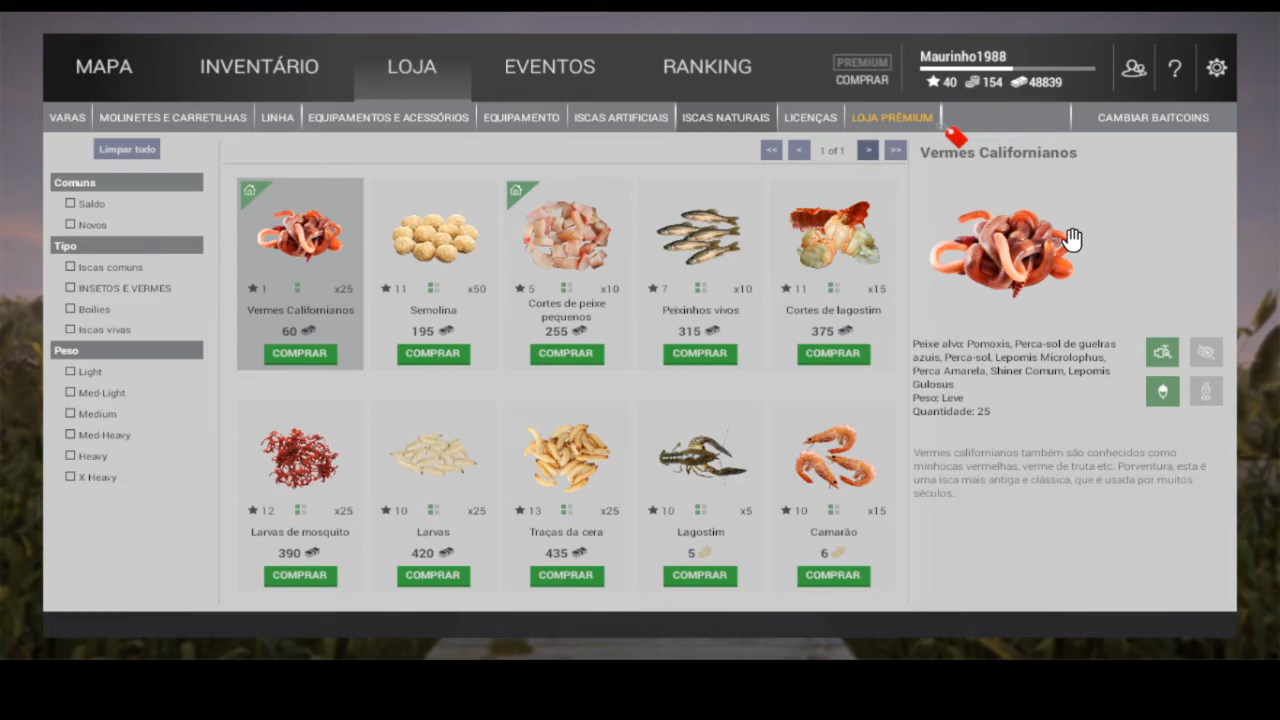 MAPA INVENTÁRIO LOJA EVENTOS RANKING
PREMIUM
COMPRAR
Maurinho1988
40 154 48839
?
VARAS MOLINETES E CARRETILHAS LINHA EQUIPAMENTOS E ACESSÓRIOS EQUIPAMENTO ISCAS ARTIFICIAIS ISCAS NATURAIS LICENÇAS LOJA PRÊMIUM CAMBIAR BAITCOINS
Limpar tudo
Comuns
Saldo
Novos
Tipo
Iscas comuns
INSETOS E VERMES
Boilies
Iscas vivas
Peso
Light
Med-Light
Medium
Med-Heavy
Heavy
X Heavy
<< < 1 of 1 > >>
1 x25
Vermes Californianos
60
COMPRAR
11 x50
Semolina
195
COMPRAR
5 x10
Cortes de peixe
pequenos
255
COMPRAR
7 x10
Peixinhos vivos
315
COMPRAR
11 x15
Cortes de lagostim
375
COMPRAR
12 x25
Larvas de mosquito
390
COMPRAR
10 x25
Larvas
420
COMPRAR
13 x25
Traças da cera
435
COMPRAR
10 x5
Lagostim
5
COMPRAR
10 x15
Camarão
6
COMPRAR
Vermes Californianos
Peixe alvo: Pomoxis, Perca-sol de guelras
azuis, Perca-sol, Lepomis Microlophus,
Perca Amarela, Shiner Comum, Lepomis
Gulosus
Peso: Leve
Quantidade: 25
Vermes californianos também são conhecidos como
minhocas vermelhas, verme de truta etc. Porventura, esta é
uma isca mais antiga e clássica, que é usada por muitos
séculos.